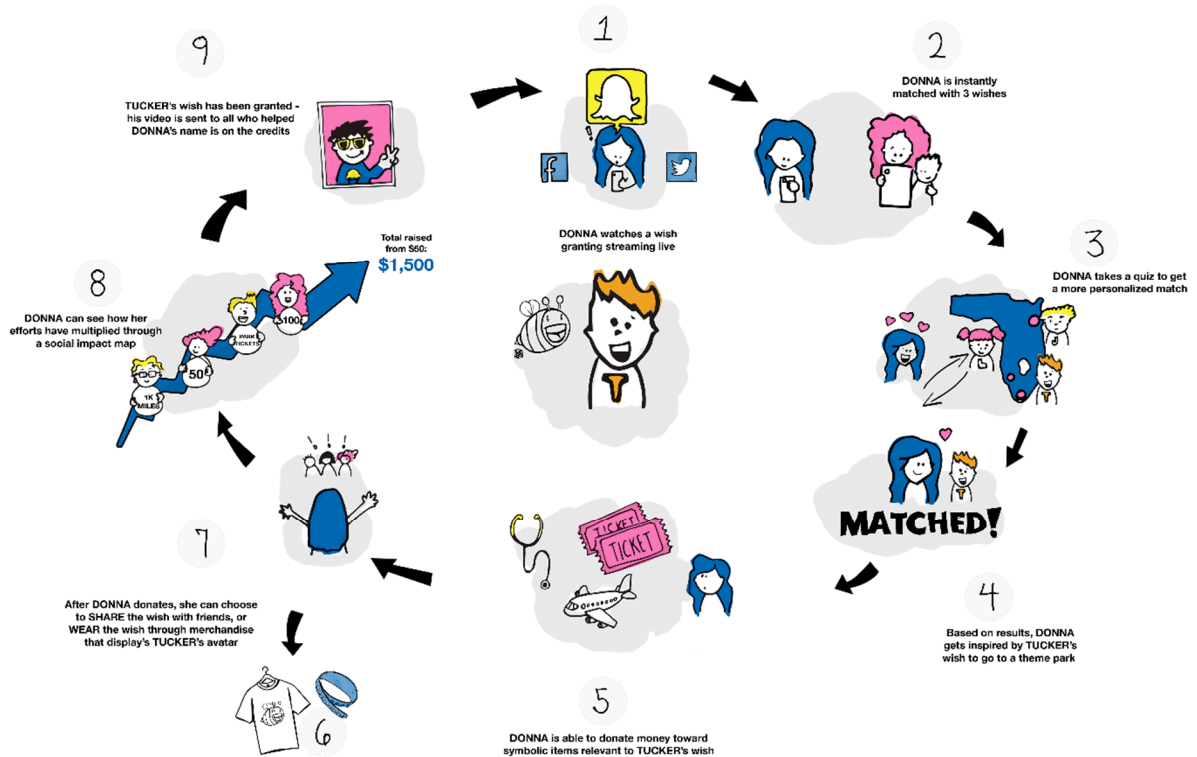 1
DONNA watches a wish
granting streaming live
T
2
DONNA is instantly
matched with 3 wishes
3
DONNA takes a quiz to get
a more personalized match
L
J
T
T
MATCHED!
4
Based on results, DONNA
gets inspired by TUCKER's
wish to go to a theme park
TICKET
TICKET
5
DONNA is able to donate money toward
symbolic items relevant to TUCKER's wish
6
7
After DONNA donates, she can choose
to SHARE the wish with friends, or
WEAR the wish through merchandise
that display's TUCKER's avatar
! ! !
8
DONNA can see how her
efforts have multiplied through
a social impact map
1K
MILES
50
PARK
TICKETS
100
Total raised
from $50:
$1,500
9
TUCKER's wish has been granted -
his video is sent to all who helped
DONNA's name is on the credits
f
!